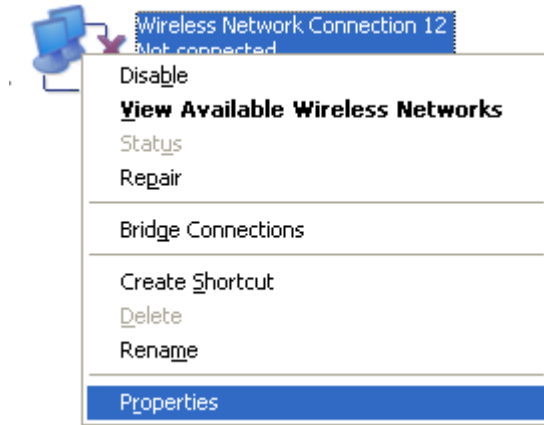 Wireless Network Connection 12
Not connected
Disable
View Available Wireless Networks
Status
Repair
Bridge Connections
Create Shortcut
Delete
Rename
Properties